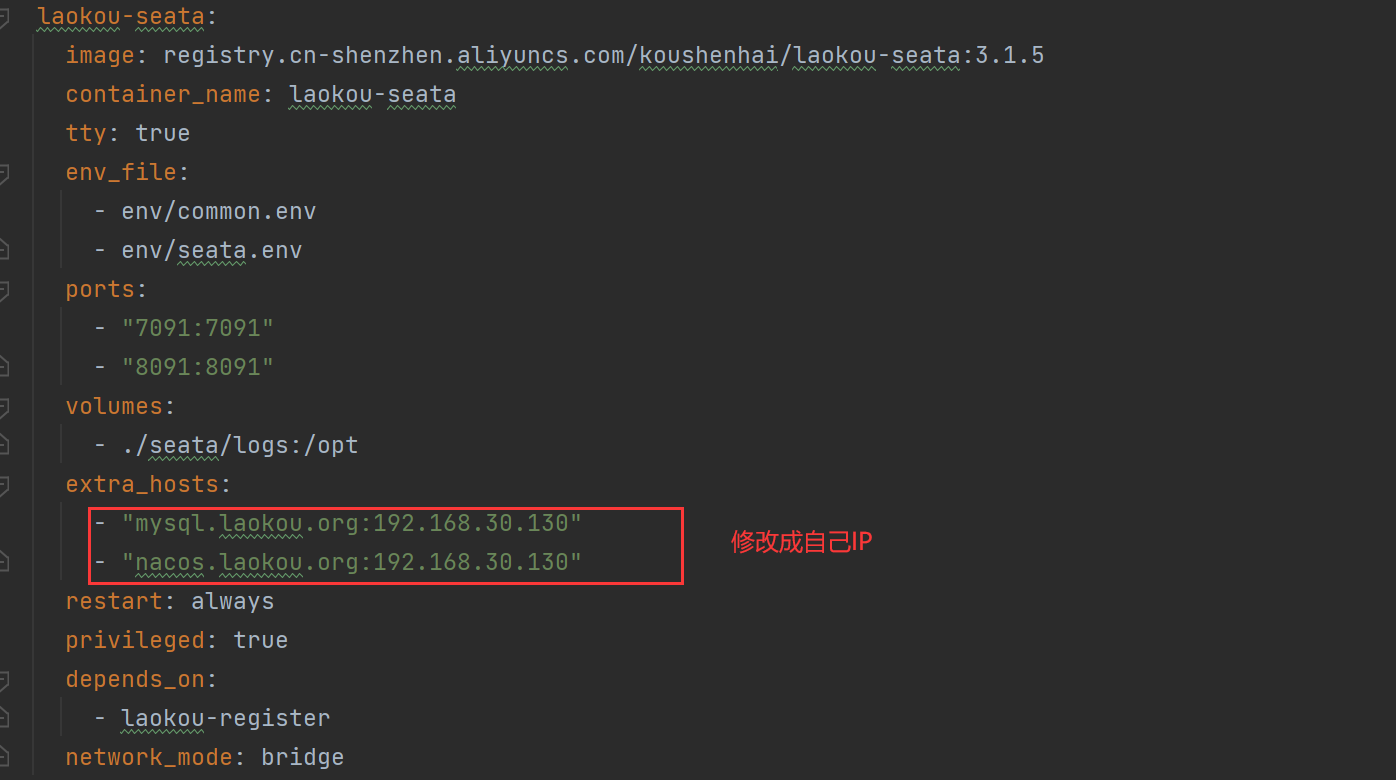 laokou-seata:
image: registry.cn-shenzhen.aliyuncs.com/koushenhai/laokou-seata:3.1.5
container_name: laokou-seata
tty: true
env_file:
- env/common.env
- env/seata.env
ports:
- "7091:7091"
- "8091:8091"
volumes:
- ./seata/logs:/opt
extra_hosts:
- "mysql.laokou.org:192.168.30.130"
修改成自己IP
- "nacos.laokou.org:192.168.30.130"
restart: always
privileged: true
depends_on:
- laokou-register
network_mode: bridge